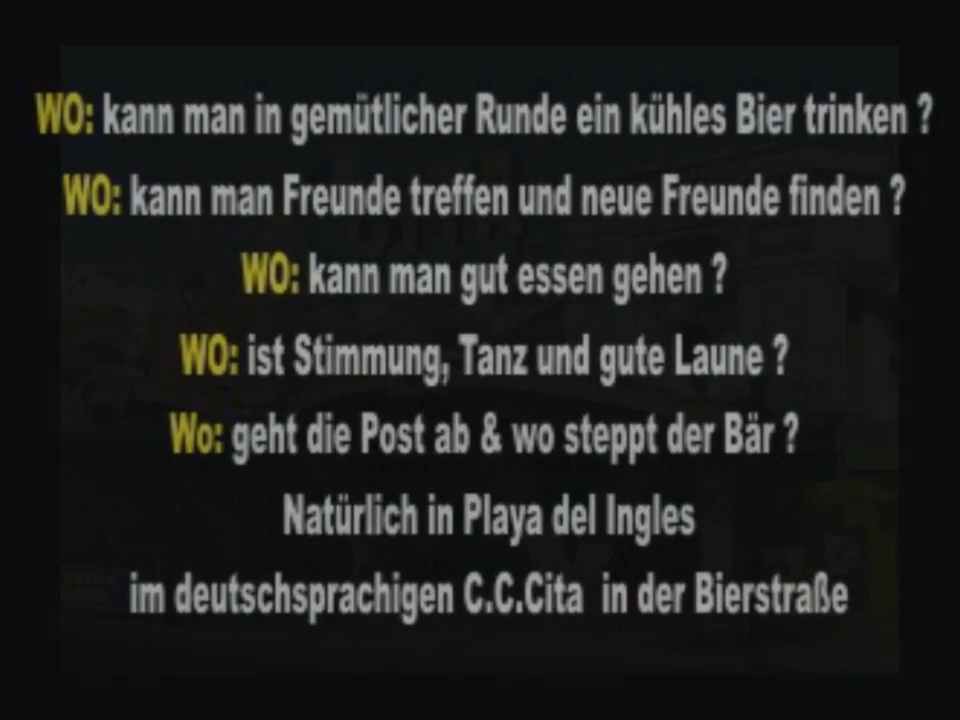 WO: kann man in gemütlicher Runde ein kühles Bier trinken ?
WO: kann man Freunde treffen und neue Freunde finden ?
WO: kann man gut essen gehen ?
WO: ist Stimmung, Tanz und gute Laune ?
Wo: geht die Post ab & wo steppt der Bär ?
Natürlich in Playa del Ingles
im deutschsprachigen C.C.Cita in der Bierstraße